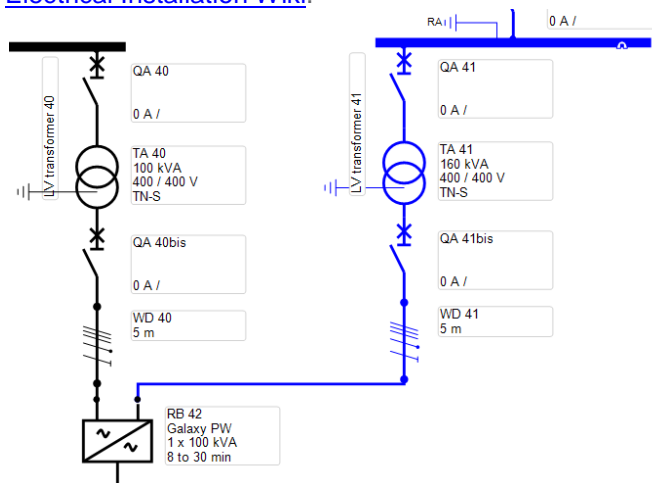 Electrical Installation Wiki.
RA
0 A /
LV transformer 40
QA 40
0 A /
TA 40
100 kVA
400 / 400 V
TN-S
QA 40bis
0 A /
WD 40
5 m
LV transformer 41
QA 41
0 A /
TA 41
160 kVA
400 / 400 V
TN-S
QA 41bis
0 A /
WD 41
5 m
RB 42
Galaxy PW
1 x 100 kVA
8 to 30 min